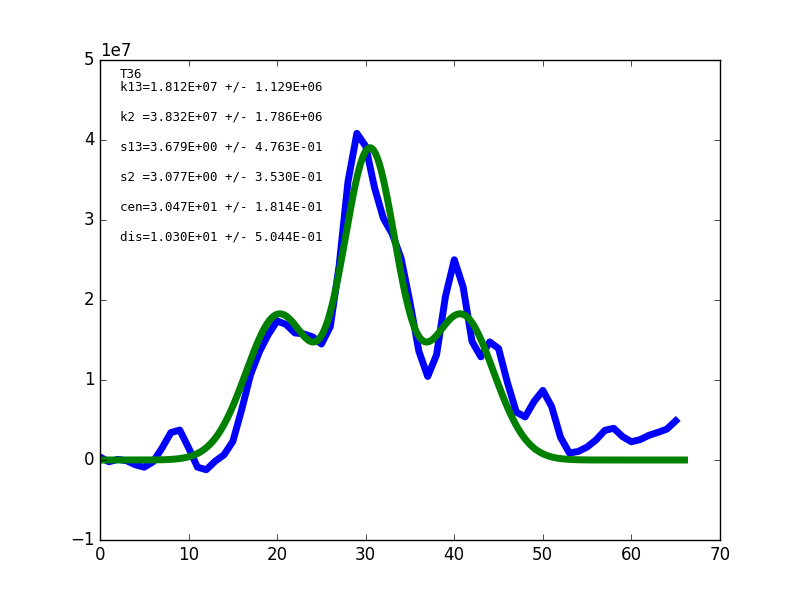 1e7
T36
k13=1.812E+07 +/- 1.129E+06
k2 =3.832E+07 +/- 1.786E+06
s13=3.679E+00 +/- 4.763E-01
s2 =3.077E+00 +/- 3.530E-01
cen=3.047E+01 +/- 1.814E-01
dis=1.030E+01 +/- 5.044E-01
5
4
3
2
1
0
−1
0 10 20 30 40 50 60 70